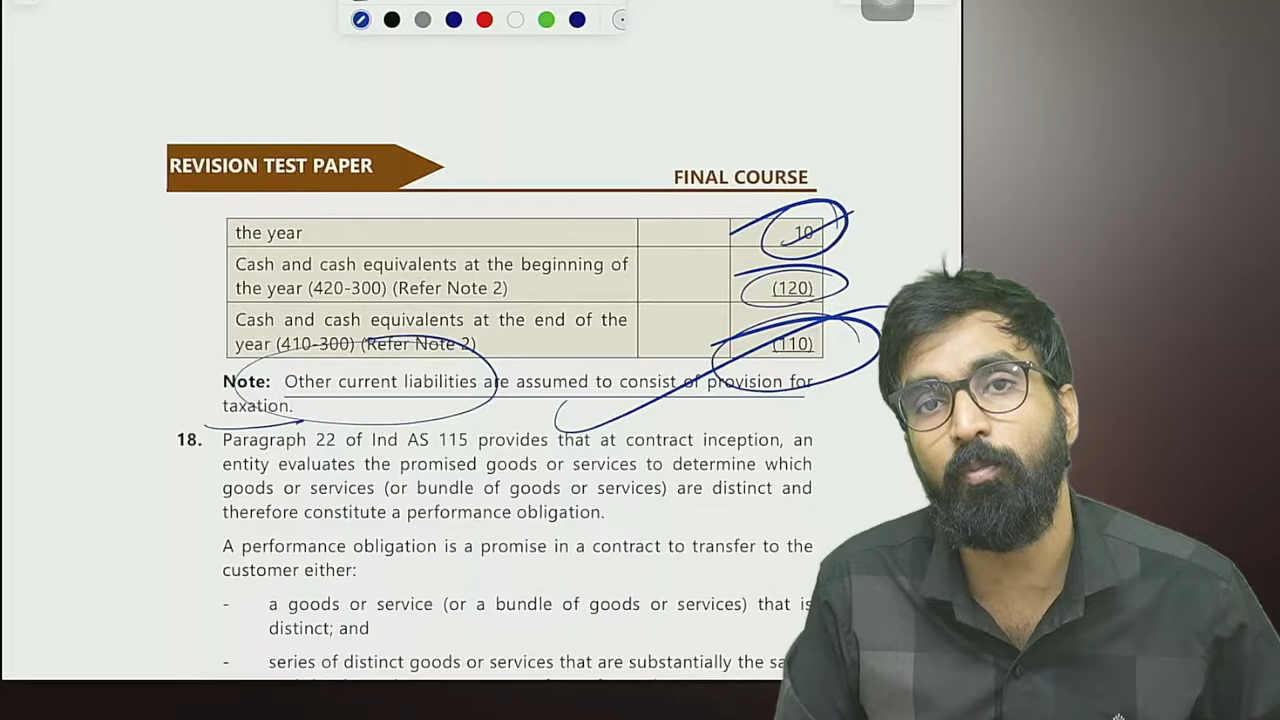 REVISION TEST PAPER
FINAL COURSE
the year 10
Cash and cash equivalents at the beginning of
the year (420-300) (Refer Note 2) (120)
Cash and cash equivalents at the end of the
year (410-300) (Refer Note 2) (110)
Note: Other current liabilities are assumed to consist of provision for
taxation.
18. Paragraph 22 of Ind AS 115 provides that at contract inception, an
entity evaluates the promised goods or services to determine which
goods or services (or bundle of goods or services) are distinct and
therefore constitute a performance obligation.
A performance obligation is a promise in a contract to transfer to the
customer either:
- a goods or service (or a bundle of goods or services) that is
distinct; and
- series of distinct goods or services that are substantially the